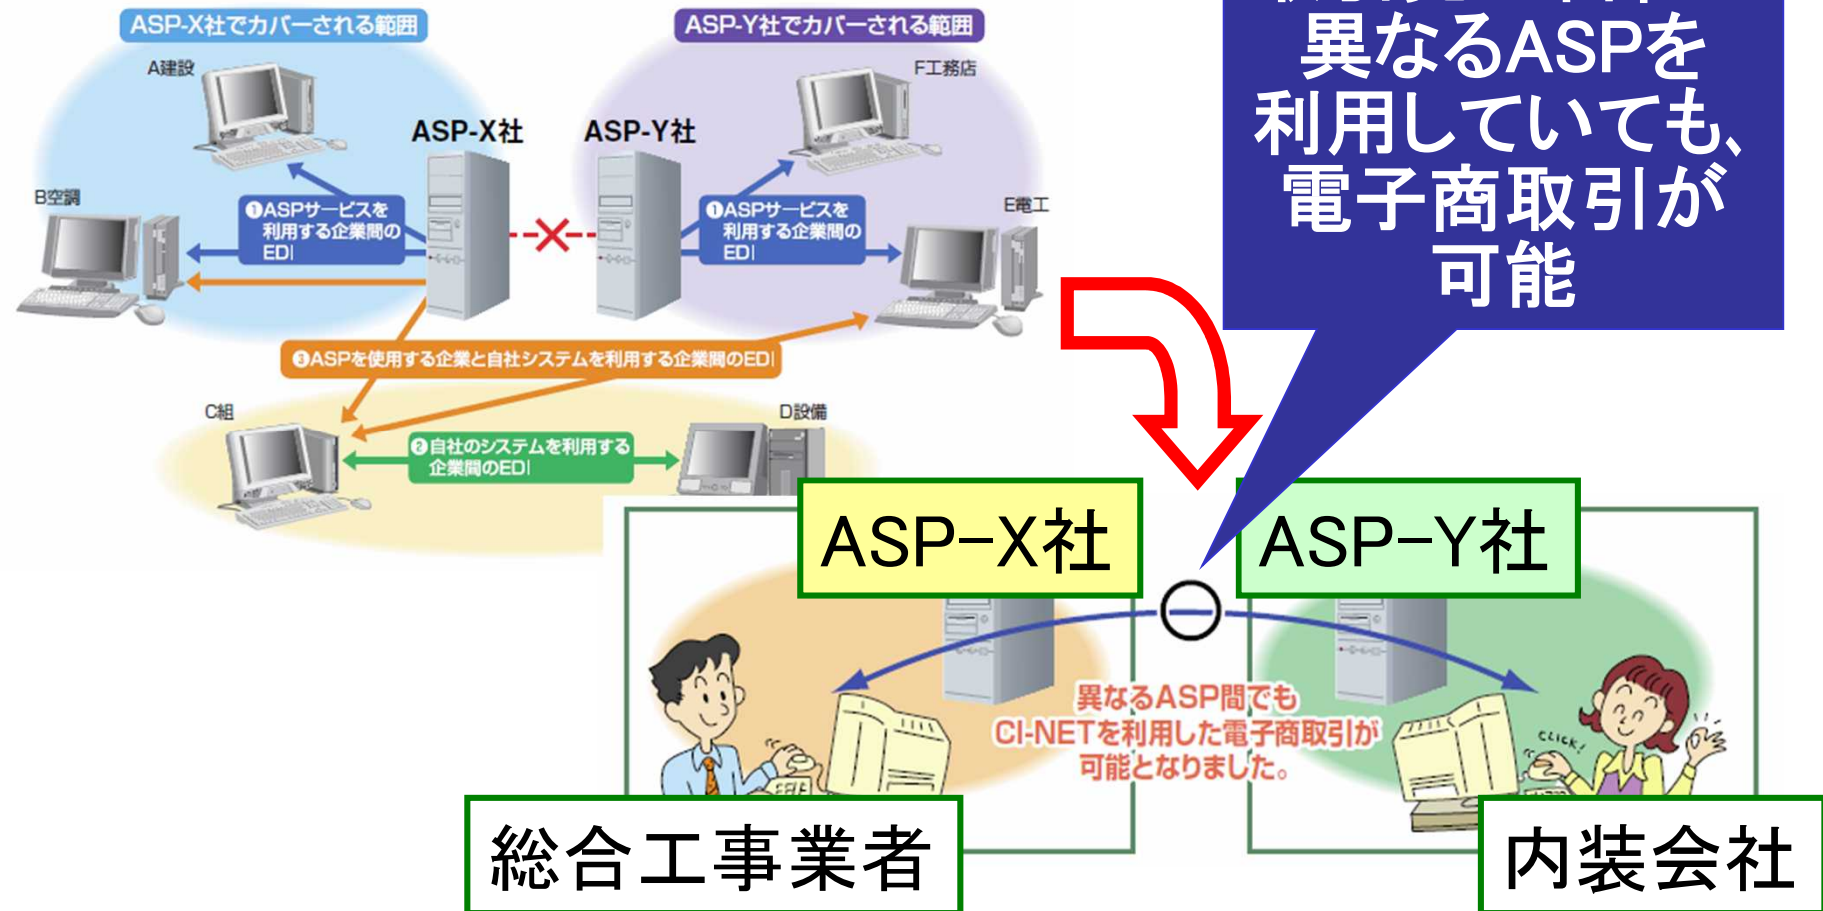 ASP-X社でカバーされる範囲
ASP-Y社でカバーされる範囲
A建設
F工務店
ASP-X社
ASP-Y社
B空調
E電工
❶ASPサービスを
利用する企業間の
EDI
❶ASPサービスを
利用する企業間の
EDI
❸ASPを使用する企業と自社システムを利用する企業間のEDI
C組
D設備
❷自社のシステムを利用する
企業間のEDI
異なるASPを
利用していても、
電子商取引が
可能
ASP−X社
ASP−Y社
異なるASP間でも
CI-NETを利用した電子商取引が
可能となりました。
CLICK!
総合工事業者
内装会社